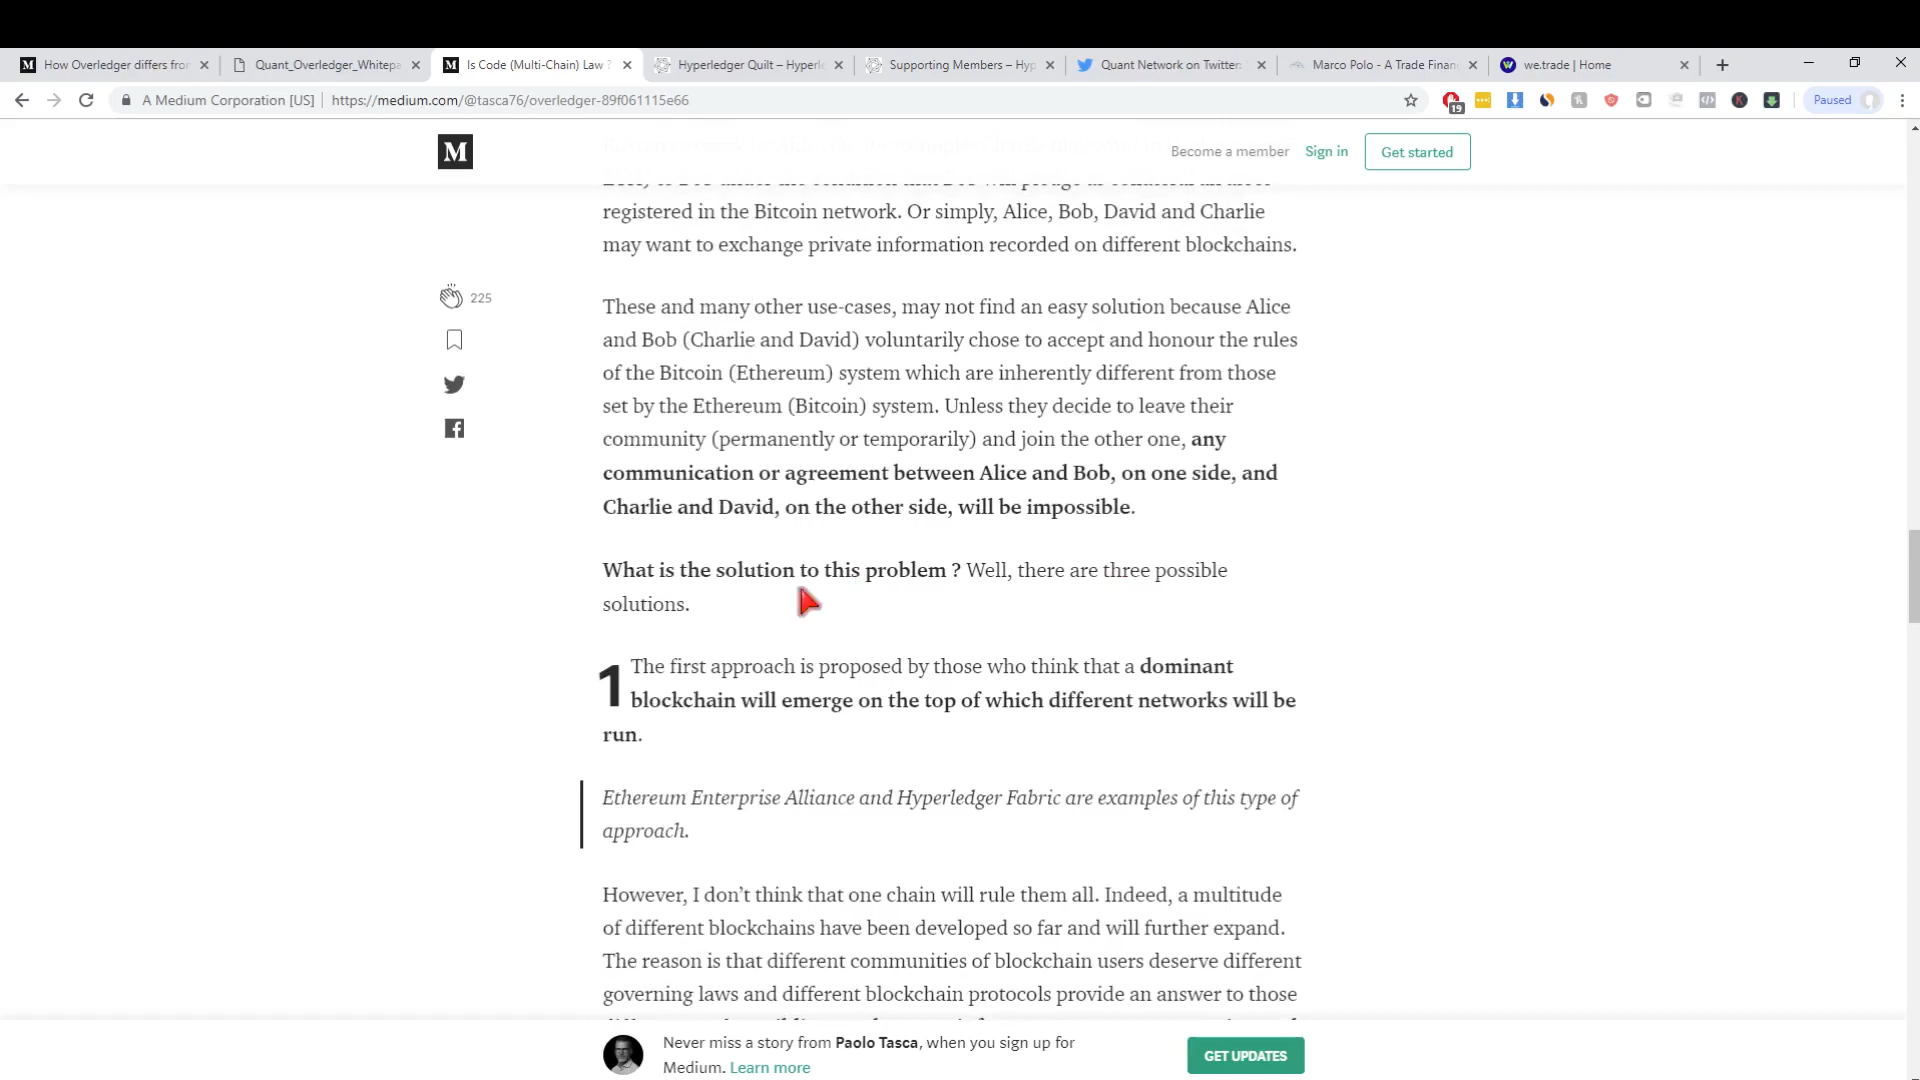 How Overledger differs fror
Quant_Overledger_Whitepa
Is Code (Multi-Chain) Law ?
Hyperledger Quilt – Hyperle
Supporting Members – Hyp
Quant Network on Twitter:
Marco Polo - A Trade Finan
we.trade | Home
A Medium Corporation [US] | https://medium.com/@tasca76/overledger-89f061115e66
19
Paused
M
Become a member
Sign in
Get started
registered in the Bitcoin network. Or simply, Alice, Bob, David and Charlie
may want to exchange private information recorded on different blockchains.
225
These and many other use-cases, may not find an easy solution because Alice
and Bob (Charlie and David) voluntarily chose to accept and honour the rules
of the Bitcoin (Ethereum) system which are inherently different from those
set by the Ethereum (Bitcoin) system. Unless they decide to leave their
community (permanently or temporarily) and join the other one, any
communication or agreement between Alice and Bob, on one side, and
Charlie and David, on the other side, will be impossible.
What is the solution to this problem ? Well, there are three possible
solutions.
1 The first approach is proposed by those who think that a dominant
blockchain will emerge on the top of which different networks will be
run.
Ethereum Enterprise Alliance and Hyperledger Fabric are examples of this type of
approach.
However, I don't think that one chain will rule them all. Indeed, a multitude
of different blockchains have been developed so far and will further expand.
The reason is that different communities of blockchain users deserve different
governing laws and different blockchain protocols provide an answer to those
Never miss a story from Paolo Tasca, when you sign up for
Medium. Learn more
GET UPDATES